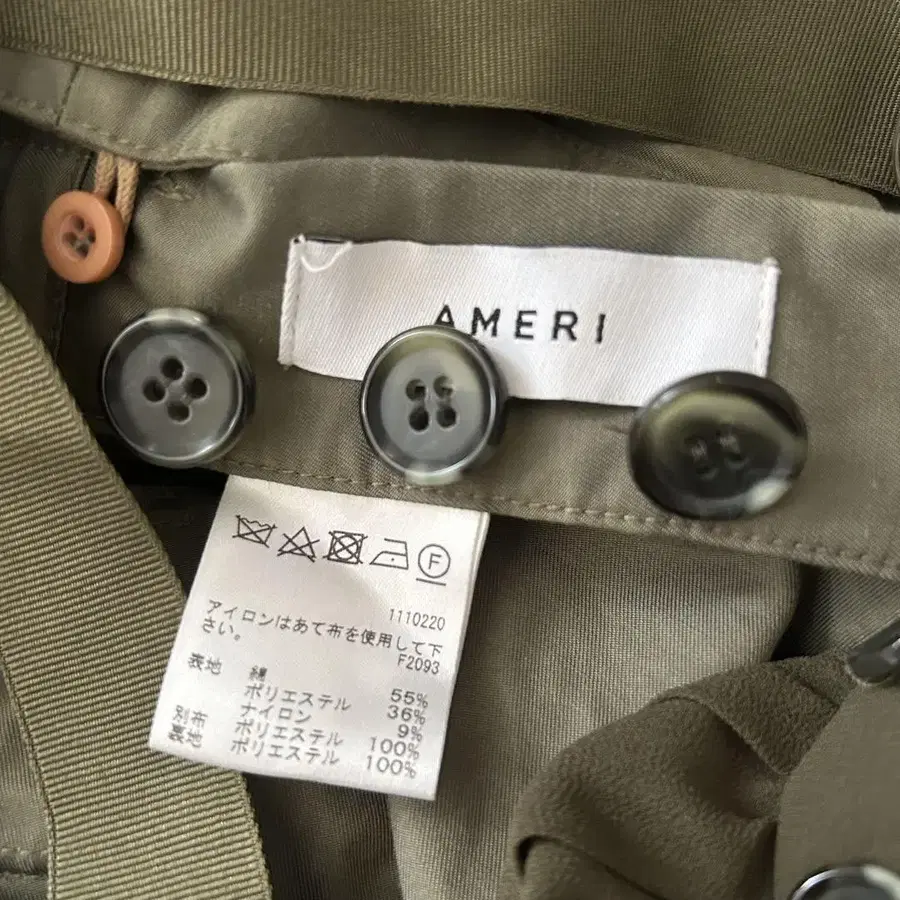 AMERI
F
1110220
アイロンはあて布を使用して下
さい。
F2093
表地 綿 55%
ポリエステル 36%
ナイロン 9%
別布 ポリエステル 100%
裏地 ポリエステル 100%